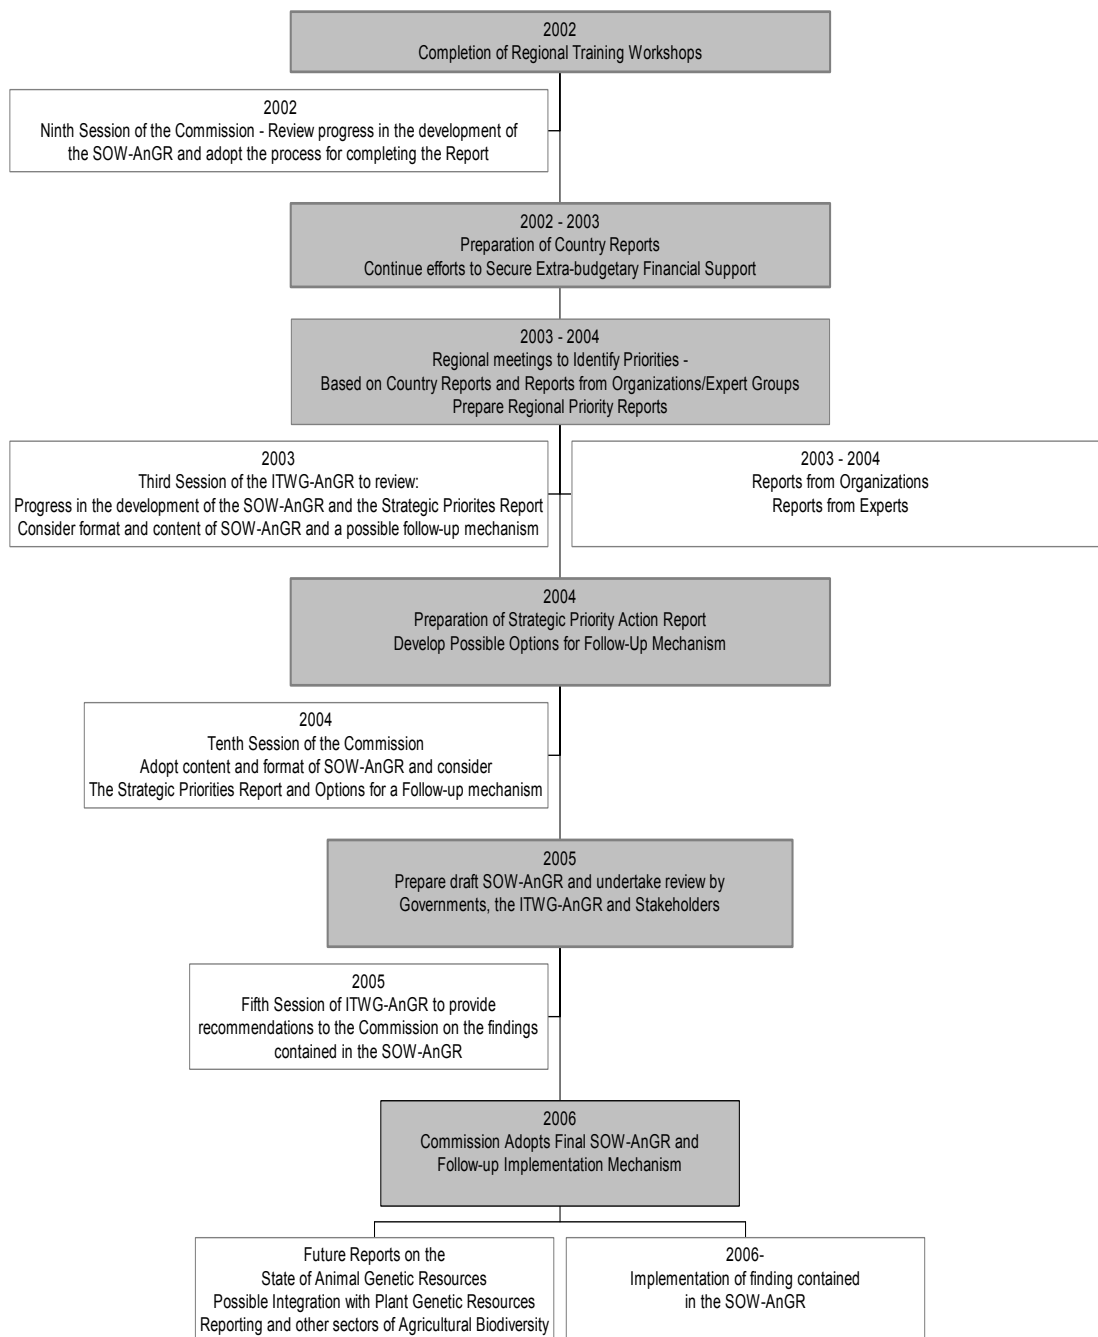 2002
Completion of Regional Training Workshops
2002
Ninth Session of the Commission - Review progress in the development of
the SOW-AnGR and adopt the process for completing the Report
2002 - 2003
Preparation of Country Reports
Continue efforts to Secure Extra-budgetary Financial Support
2003 - 2004
Regional meetings to Identify Priorities -
Based on Country Reports and Reports from Organizations/Expert Groups
Prepare Regional Priority Reports
2003
Third Session of the ITWG-AnGR to review:
Progress in the development of the SOW-AnGR and the Strategic Priorites Report
Consider format and content of SOW-AnGR and a possible follow-up mechanism
2003 - 2004
Reports from Organizations
Reports from Experts
2004
Preparation of Strategic Priority Action Report
Develop Possible Options for Follow-Up Mechanism
2004
Tenth Session of the Commission
Adopt content and format of SOW-AnGR and consider
The Strategic Priorities Report and Options for a Follow-up mechanism
2005
Prepare draft SOW-AnGR and undertake review by
Governments, the ITWG-AnGR and Stakeholders
2005
Fifth Session of ITWG-AnGR to provide
recommendations to the Commission on the findings
contained in the SOW-AnGR
2006
Commission Adopts Final SOW-AnGR and
Follow-up Implementation Mechanism
Future Reports on the
State of Animal Genetic Resources
Possible Integration with Plant Genetic Resources
Reporting and other sectors of Agricultural Biodiversity
2006-
Implementation of finding contained
in the SOW-AnGR